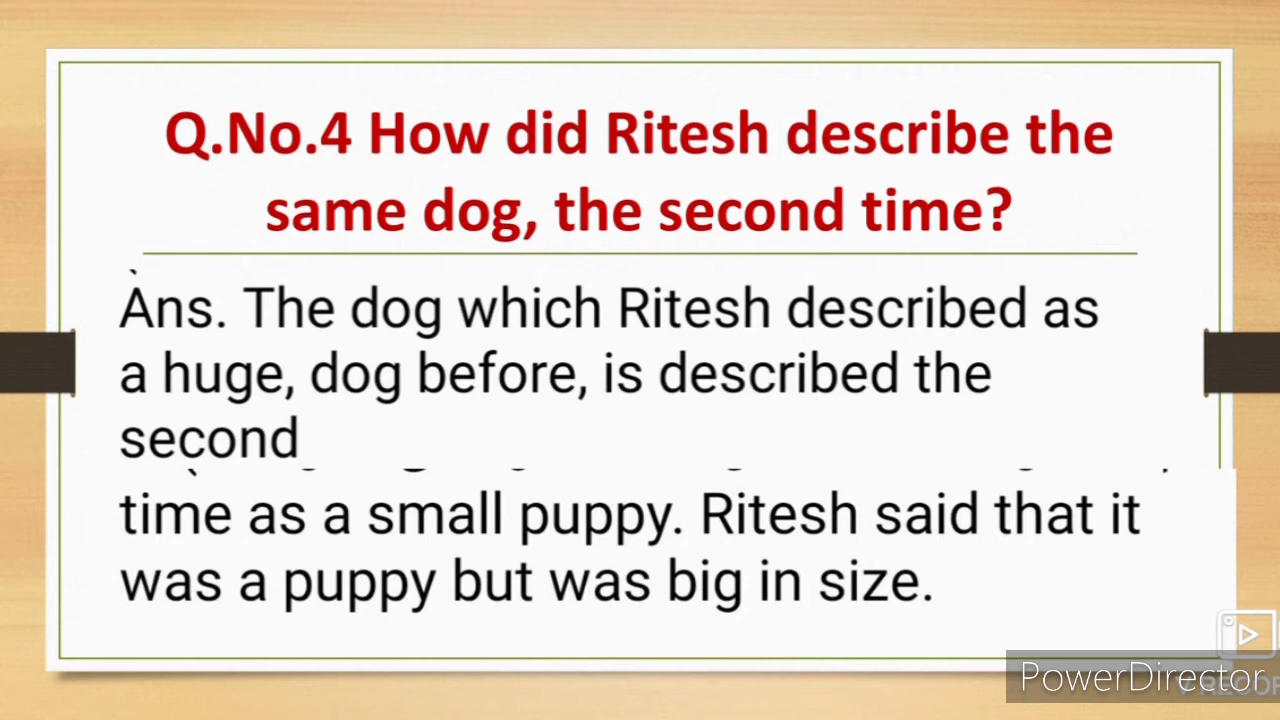 Q.No.4 How did Ritesh describe the
same dog, the second time?
Ans. The dog which Ritesh described as
a huge, dog before, is described the
second
time as a small puppy. Ritesh said that it
was a puppy but was big in size.
PowerDirector